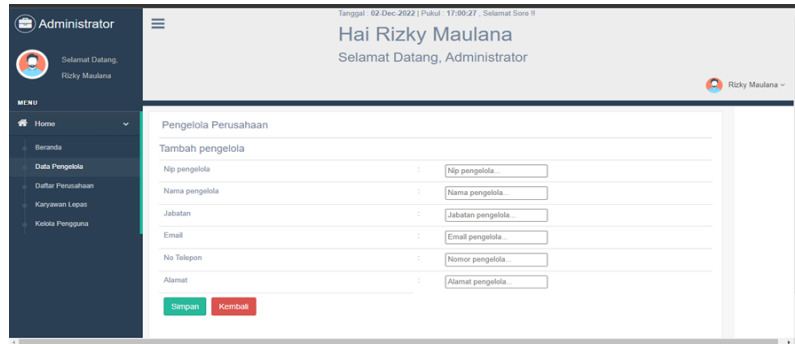 Administrator
Selamat Datang,
Rizky Maulana
MENU
Home
Beranda
Data Pengelola
Daftar Perusahaan
Karyawan Lepas
Kelola Pengguna
Tanggal : 02-Dec-2022 | Pukul : 17:00:27 , Selamat Sore !!
Hai Rizky Maulana
Selamat Datang, Administrator
Rizky Maulana
Pengelola Perusahaan
Tambah pengelola
Nip pengelola : Nip pengelola...
Nama pengelola : Nama pengelola...
Jabatan : Jabatan pengelola...
Email : Email pengelola...
No Telepon : Nomor pengelola...
Alamat : Alamat pengelola...
Simpan Kembali